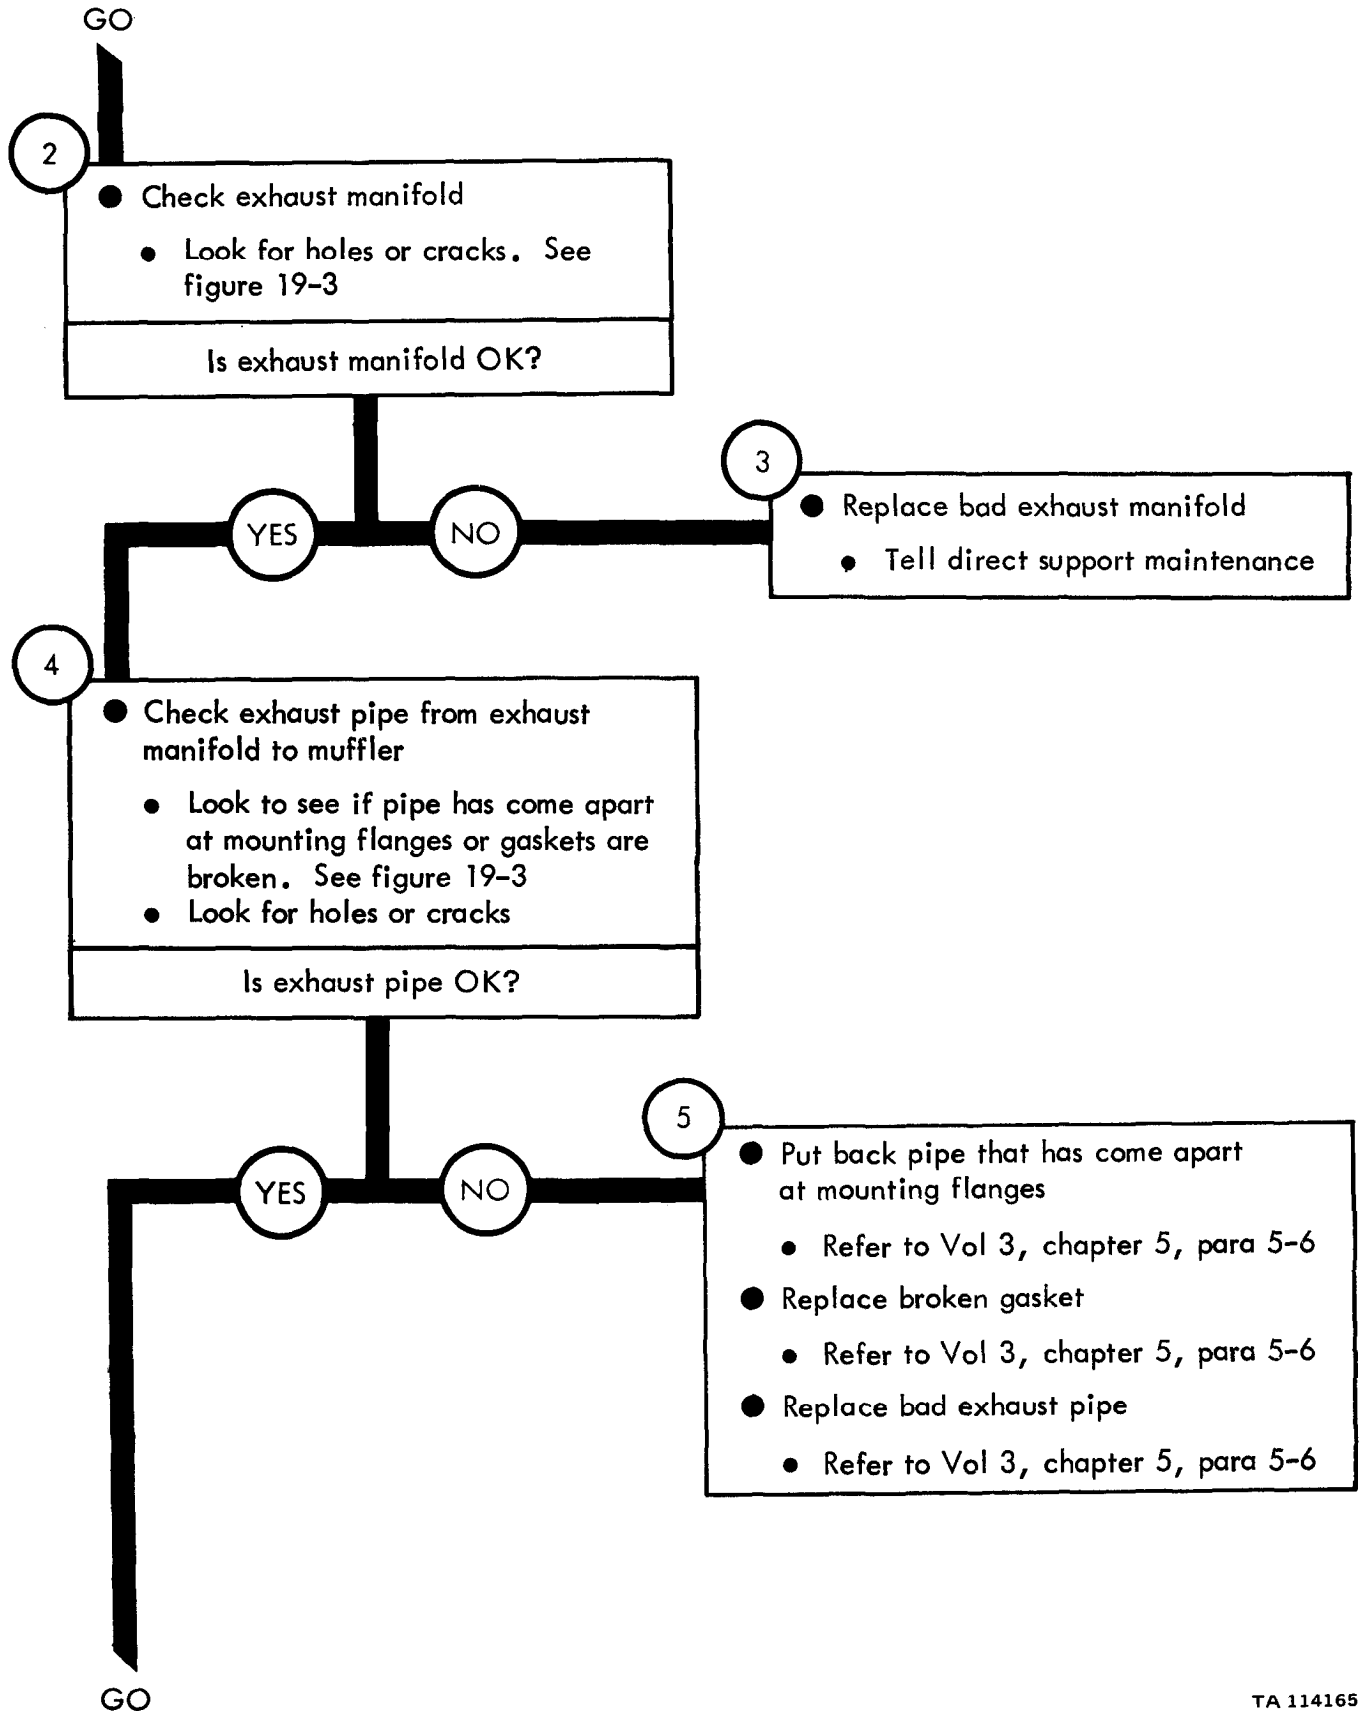 GO
2
● Check exhaust manifold
● Look for holes or cracks. See
figure 19-3
Is exhaust manifold OK?
YES
NO
3
● Replace bad exhaust manifold
● Tell direct support maintenance
4
● Check exhaust pipe from exhaust
manifold to muffler
● Look to see if pipe has come apart
at mounting flanges or gaskets are
broken. See figure 19-3
● Look for holes or cracks
Is exhaust pipe OK?
YES
NO
5
● Put back pipe that has come apart
at mounting flanges
● Refer to Vol 3, chapter 5, para 5-6
● Replace broken gasket
● Refer to Vol 3, chapter 5, para 5-6
● Replace bad exhaust pipe
● Refer to Vol 3, chapter 5, para 5-6
GO
TA 114165